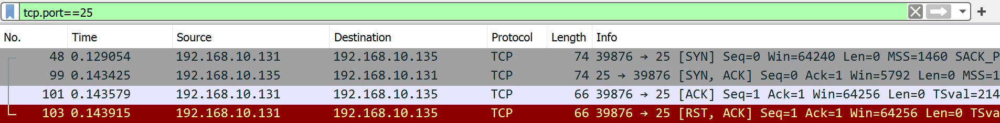 tcp.port==25
No. Time Source Destination Protocol Length Info
48 0.129054 192.168.10.131 192.168.10.135 TCP 74 39876 → 25 [SYN] Seq=0 Win=64240 Len=0 MSS=1460 SACK_P
99 0.143425 192.168.10.135 192.168.10.131 TCP 74 25 → 39876 [SYN, ACK] Seq=0 Ack=1 Win=5792 Len=0 MSS=1
101 0.143579 192.168.10.131 192.168.10.135 TCP 66 39876 → 25 [ACK] Seq=1 Ack=1 Win=64256 Len=0 TSval=214
103 0.143915 192.168.10.131 192.168.10.135 TCP 66 39876 → 25 [RST, ACK] Seq=1 Ack=1 Win=64256 Len=0 TSva